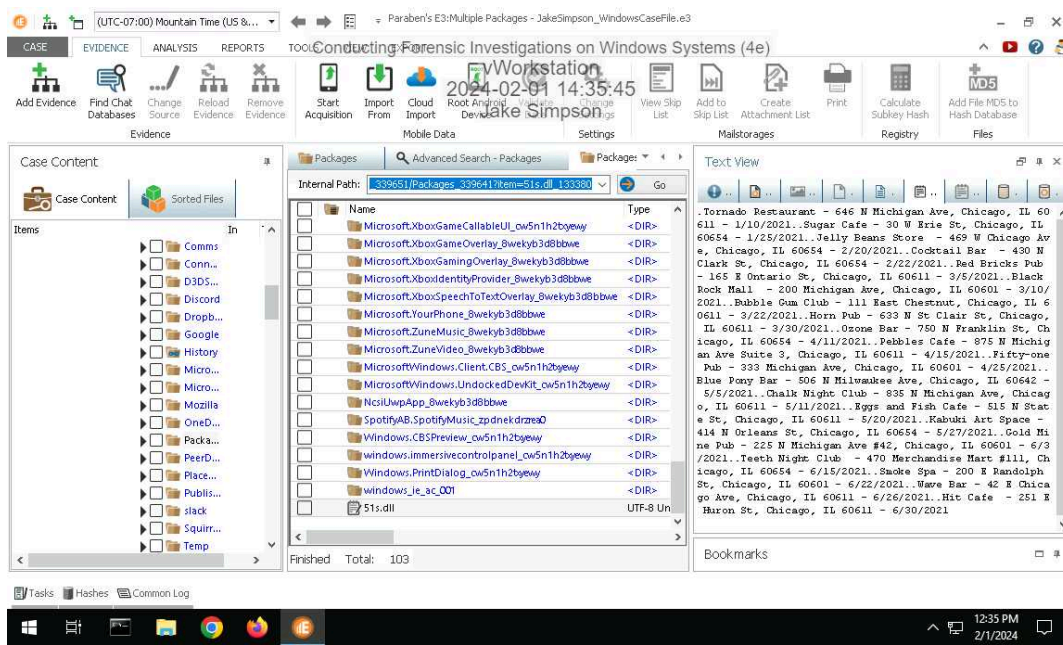 (UTC-07:00) Mountain Time (US &...
Paraben's E3:Multiple Packages - JakeSimpson_WindowsCaseFile.e3
CASE EVIDENCE ANALYSIS REPORTS
Conducting Forensic Investigations on Windows Systems (4e)
vWorkstation
2024-02-01 14:35:45
Jake Simpson
Add Evidence
Find Chat Databases
Change Source
Reload Evidence
Remove Evidence
Start Acquisition
Import From
Cloud Import
Root Android
View Skip List
Add to Skip List
Create Attachment List
Print
Calculate Subkey Hash
MD5
Add File MD5 to Hash Database
Evidence
Mobile Data
Settings
Mailstorages
Registry
Files
Case Content
Case Content
Sorted Files
Items In
Comms
Conn...
D3DS...
Discord
Dropb...
Google
History
Micro...
Micro...
Mozilla
OneD...
Packa...
PeerD...
Place...
Publis...
slack
Squirr...
Temp
Packages
Advanced Search - Packages
Internal Path: _339651/Packages_339641?item=51s.dll_133380
Go
Name Type
Microsoft.XboxGameCallableUI_cw5n1h2txyewy <DIR>
Microsoft.XboxGameOverlay_8wekyb3d8bbwe <DIR>
Microsoft.XboxGamingOverlay_8wekyb3d8bbwe <DIR>
Microsoft.XboxIdentityProvider_8wekyb3d8bbwe <DIR>
Microsoft.XboxSpeechToTextOverlay_8wekyb3d8bbwe <DIR>
Microsoft.YourPhone_8wekyb3d8bbwe <DIR>
Microsoft.ZuneMusic_8wekyb3d8bbwe <DIR>
Microsoft.ZuneVideo_8wekyb3d8bbwe <DIR>
MicrosoftWindows.Client.CBS_cw5n1h2txyewy <DIR>
MicrosoftWindows.UndockedDevKit_cw5n1h2txyewy <DIR>
NcsiUwpApp_8wekyb3d8bbwe <DIR>
SpotifyAB.SpotifyMusic_zpdnekdrzrea0 <DIR>
Windows.CBSPreview_cw5n1h2txyewy <DIR>
windows.immersivecontrolpanel_cw5n1h2txyewy <DIR>
Windows.PrintDialog_cw5n1h2txyewy <DIR>
windows_ie_ac_001 <DIR>
51s.dll UTF-8 Un
Finished Total: 103
Text View
.Tornado Restaurant - 646 N Michigan Ave, Chicago, IL 60
611 - 1/10/2021..Sugar Cafe - 30 W Erie St, Chicago, IL
60654 - 1/25/2021..Jelly Beans Store - 469 W Chicago Av
e, Chicago, IL 60654 - 2/20/2021..Cocktail Bar - 430 N
Clark St, Chicago, IL 60654 - 2/22/2021..Red Bricks Pub
- 165 E Ontario St, Chicago, IL 60611 - 3/5/2021..Black
Rock Mall - 200 Michigan Ave, Chicago, IL 60601 - 3/10/
2021..Bubble Gum Club - 111 East Chestnut, Chicago, IL 6
0611 - 3/22/2021..Horn Pub - 633 N St Clair St, Chicago,
IL 60611 - 3/30/2021..Ozone Bar - 750 N Franklin St, Ch
icago, IL 60654 - 4/11/2021..Pebbles Cafe - 875 N Michig
an Ave Suite 3, Chicago, IL 60611 - 4/15/2021..Fifty-one
Pub - 333 Michigan Ave, Chicago, IL 60601 - 4/25/2021..
Blue Pony Bar - 506 N Milwaukee Ave, Chicago, IL 60642 -
5/5/2021..Chalk Night Club - 835 N Michigan Ave, Chicag
o, IL 60611 - 5/11/2021..Eggs and Fish Cafe - 515 N Stat
e St, Chicago, IL 60611 - 5/20/2021..Kabuki Art Space -
414 N Orleans St, Chicago, IL 60654 - 5/27/2021..Gold Mi
ne Pub - 225 N Michigan Ave #42, Chicago, IL 60601 - 6/3
/2021..Teeth Night Club - 470 Merchandise Mart #111, Ch
icago, IL 60654 - 6/15/2021..Smoke Spa - 200 E Randolph
St, Chicago, IL 60601 - 6/22/2021..Wave Bar - 42 E Chica
go Ave, Chicago, IL 60611 - 6/26/2021..Hit Cafe - 251 E
Huron St, Chicago, IL 60611 - 6/30/2021
Bookmarks
Tasks Hashes Common Log
12:35 PM
2/1/2024